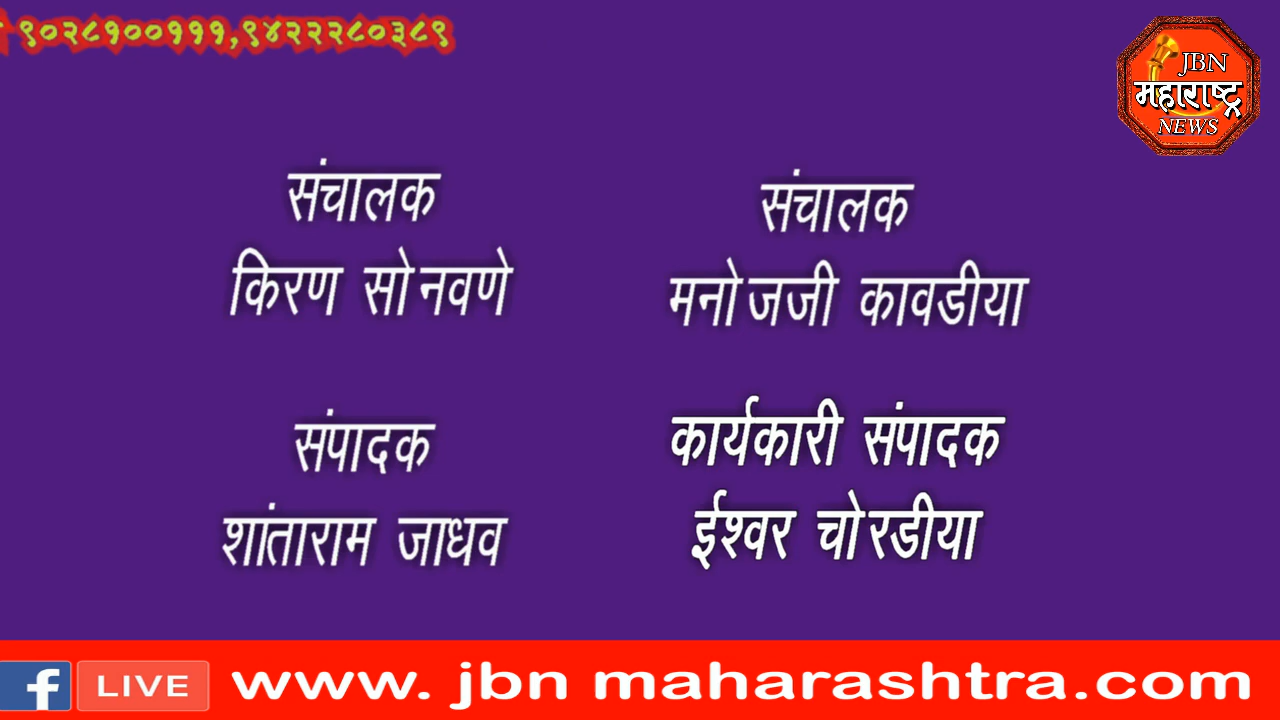 ९०२८९००९९९,९४२२२८०३८९
JBN
महाराष्ट्र
NEWS
संचालक
किरण सोनवणे
संचालक
मनोजजी कावडीया
संपादक
शांताराम जाधव
कार्यकारी संपादक
ईश्वर चोरडीया
f LIVE www. jbn maharashtra.com